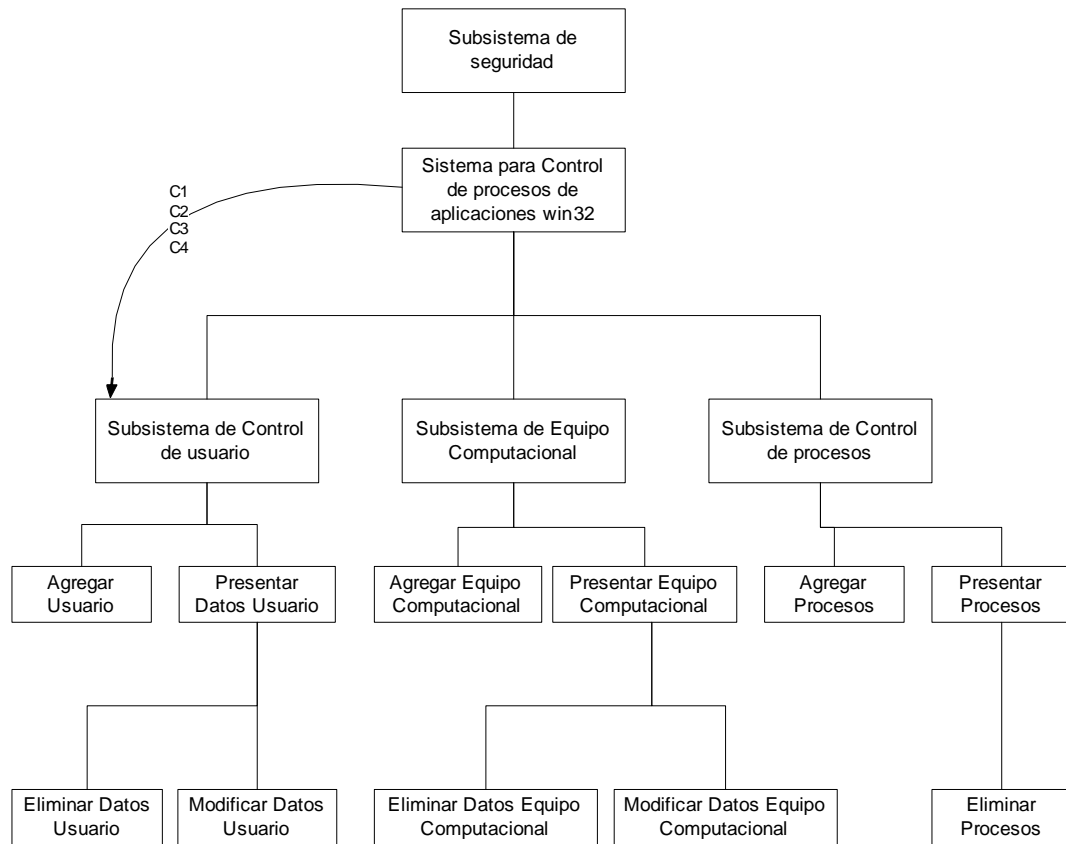 Subsistema de
seguridad
Sistema para Control
de procesos de
aplicaciones win32
C1
C2
C3
C4
Subsistema de Control
de usuario
Subsistema de Equipo
Computacional
Subsistema de Control
de procesos
Agregar
Usuario
Presentar
Datos Usuario
Agregar Equipo
Computacional
Presentar Equipo
Computacional
Agregar
Procesos
Presentar
Procesos
Eliminar Datos
Usuario
Modificar Datos
Usuario
Eliminar Datos Equipo
Computacional
Modificar Datos Equipo
Computacional
Eliminar
Procesos